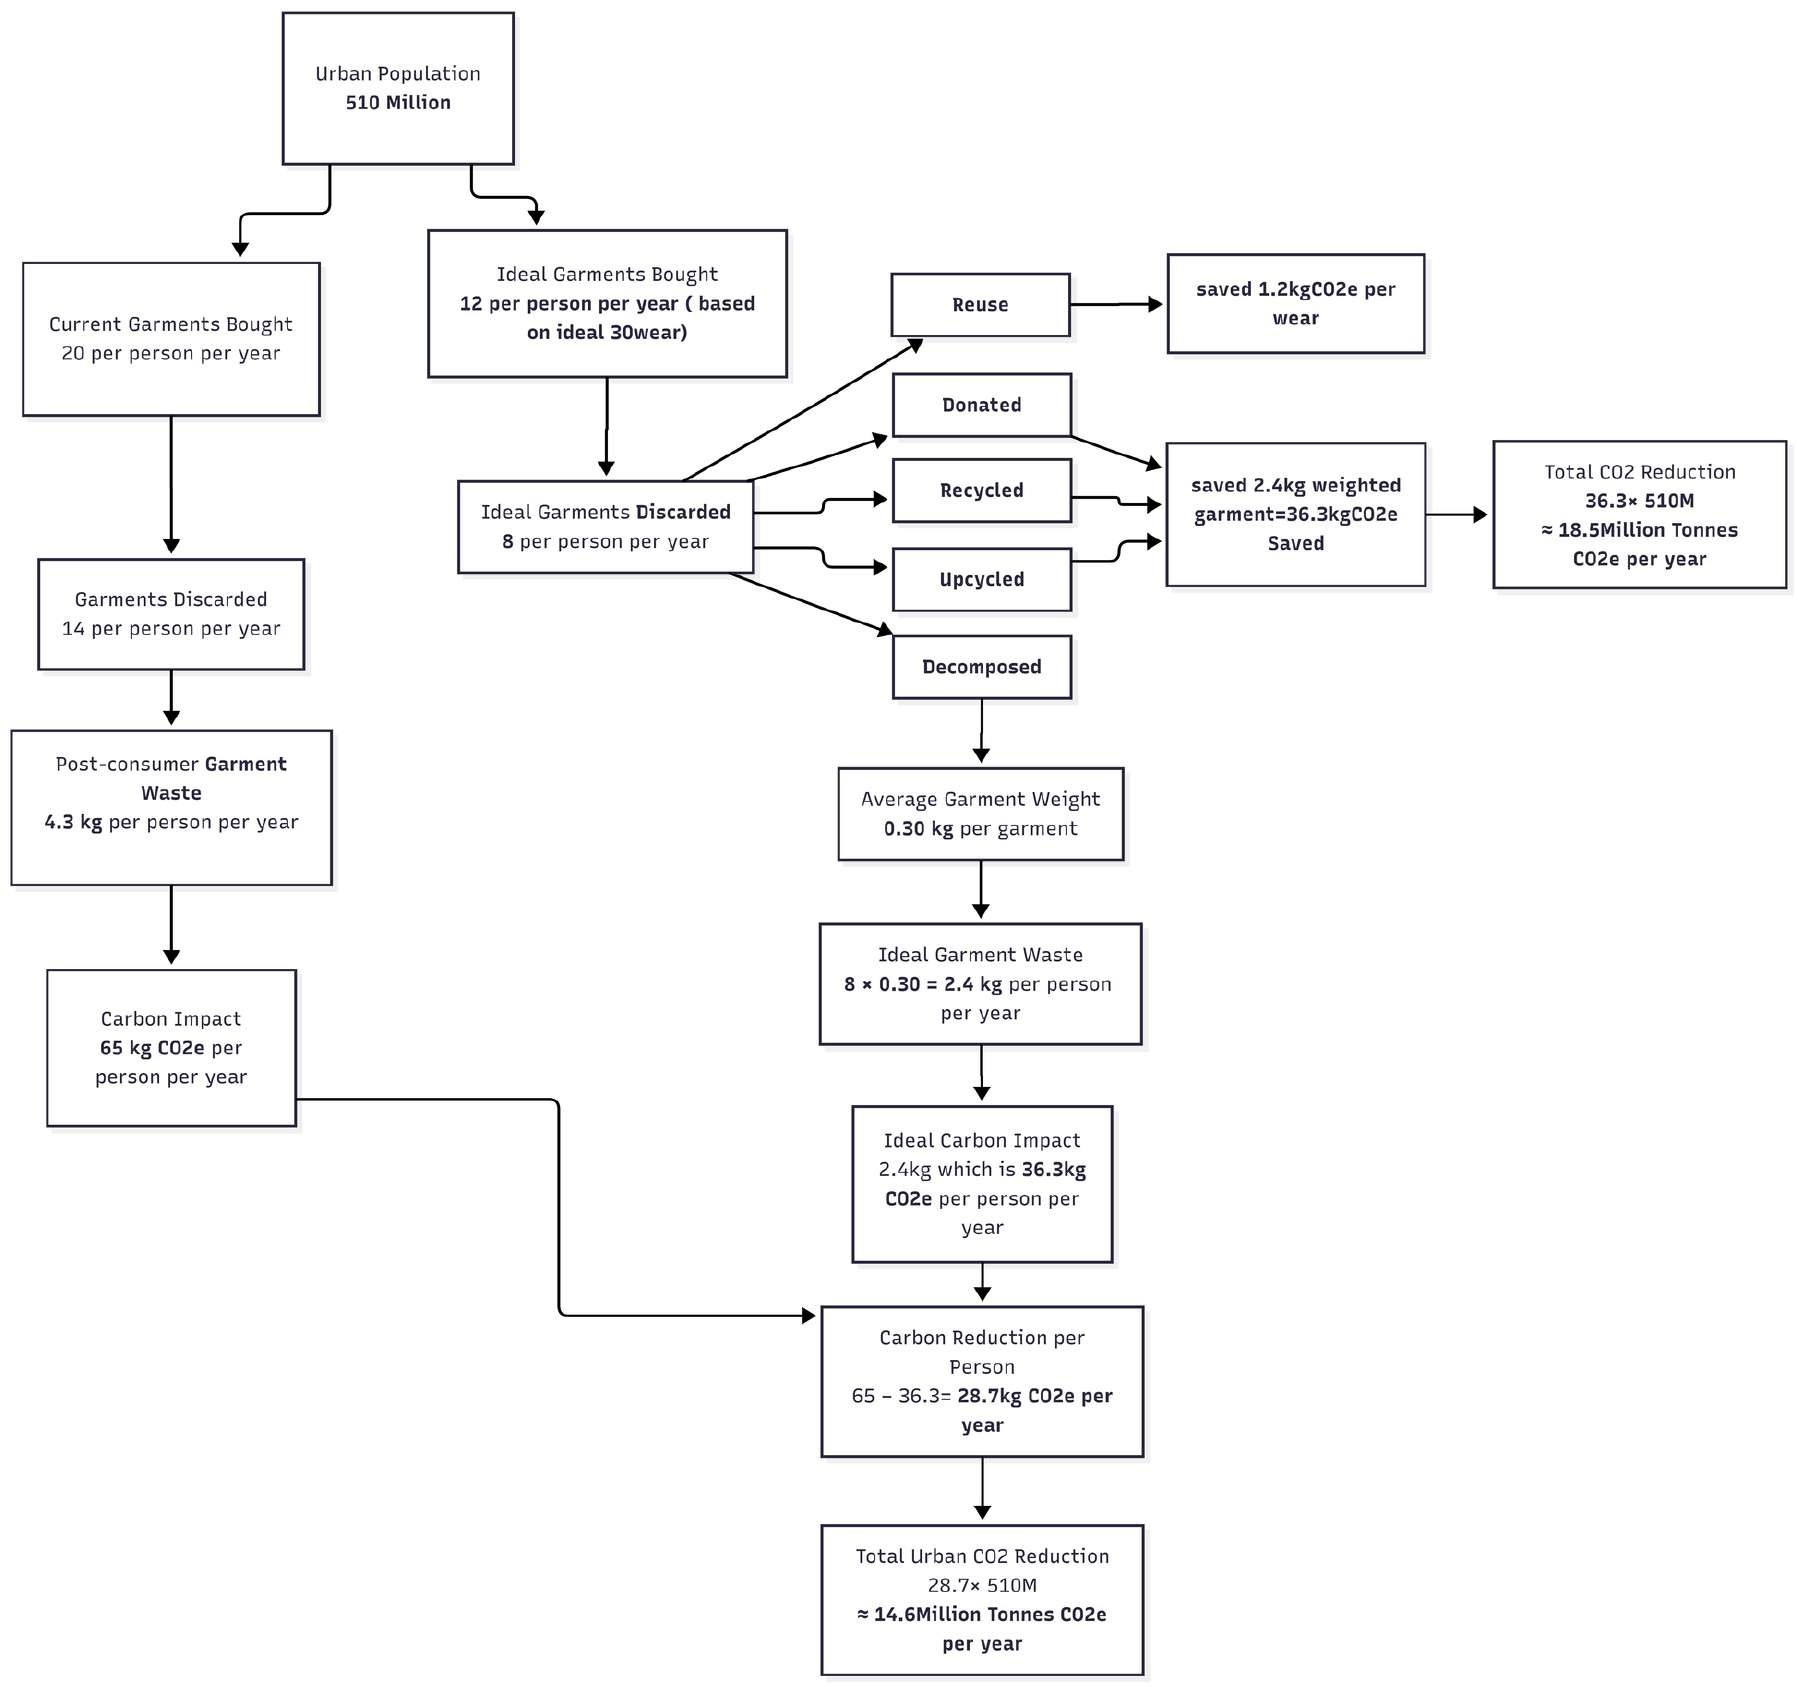 Urban Population
510 Million
Current Garments Bought
20 per person per year
Garments Discarded
14 per person per year
Post-consumer Garment
Waste
4.3 kg per person per year
Carbon Impact
65 kg CO2e per
person per year
Ideal Garments Bought
12 per person per year ( based
on ideal 30wear)
Ideal Garments Discarded
8 per person per year
Reuse
saved 1.2kgCO2e per
wear
Donated
Recycled
Upcycled
saved 2.4kg weighted
garment=36.3kgCO2e
Saved
Total CO2 Reduction
36.3× 510M
≈ 18.5Million Tonnes
CO2e per year
Decomposed
Average Garment Weight
0.30 kg per garment
Ideal Garment Waste
8 × 0.30 = 2.4 kg per person
per year
Ideal Carbon Impact
2.4kg which is 36.3kg
CO2e per person per
year
Carbon Reduction per
Person
65 – 36.3= 28.7kg CO2e per
year
Total Urban CO2 Reduction
28.7× 510M
≈ 14.6Million Tonnes CO2e
per year